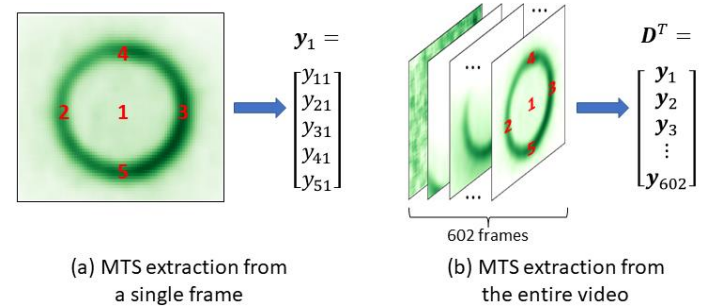 4
2 1 3
5
y₁ =
y₁₁
y₂₁
y₃₁
y₄₁
y₅₁
(a) MTS extraction from
a single frame
...
...
...
4
3
1
2
5
602 frames
Dᵀ =
y₁
y₂
y₃
⋮
y₆₀₂
(b) MTS extraction from
the entire video